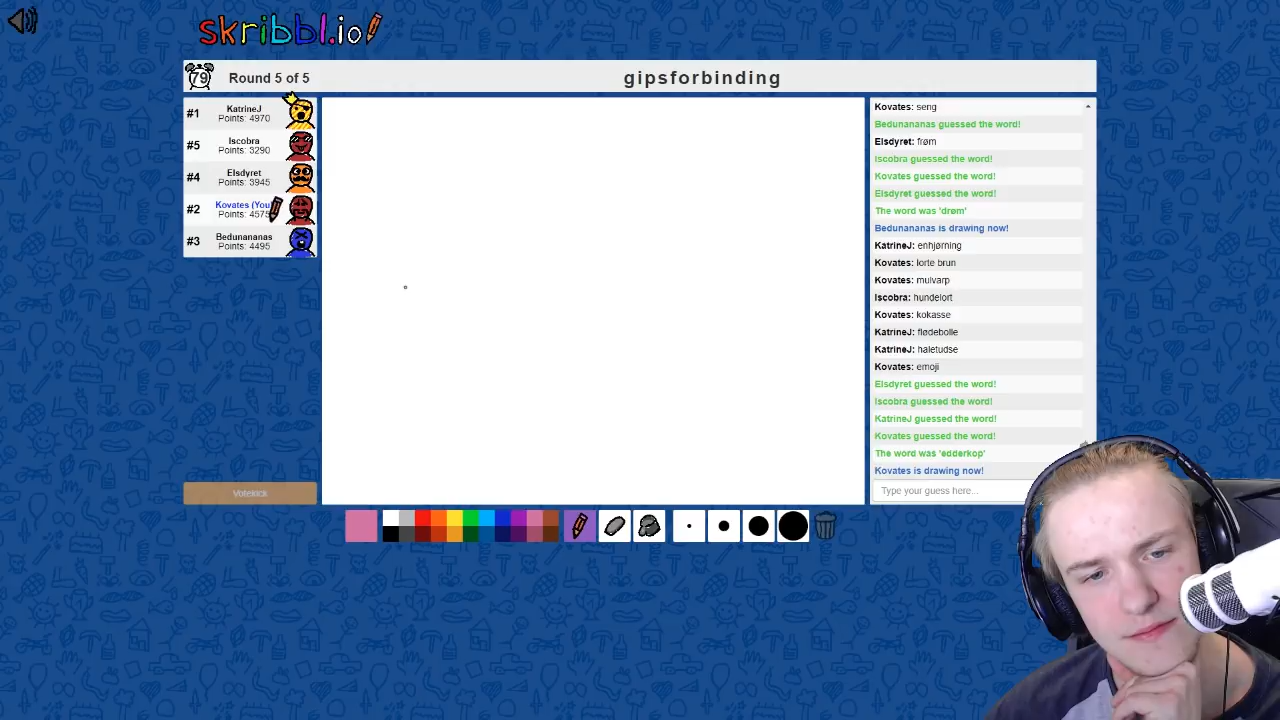 skribbl.io
79
Round 5 of 5
gipsforbinding
#1
KatrineJ
Points: 4970
#5
Iscobra
Points: 3290
#4
Elsdyret
Points: 3945
#2
Kovates (You
Points: 4575
#3
Bedunananas
Points: 4495
Votekick
Kovates: seng
Bedunananas guessed the word!
Elsdyret: frøm
Iscobra guessed the word!
Kovates guessed the word!
Elsdyret guessed the word!
The word was 'drøm'
Bedunananas is drawing now!
KatrineJ: enhjørning
Kovates: lorte brun
Kovates: mulvarp
Iscobra: hundelort
Kovates: kokasse
KatrineJ: flødebolle
KatrineJ: haletudse
Kovates: emoji
Elsdyret guessed the word!
Iscobra guessed the word!
KatrineJ guessed the word!
Kovates guessed the word!
The word was 'edderkop'
Kovates is drawing now!
Type your guess here...